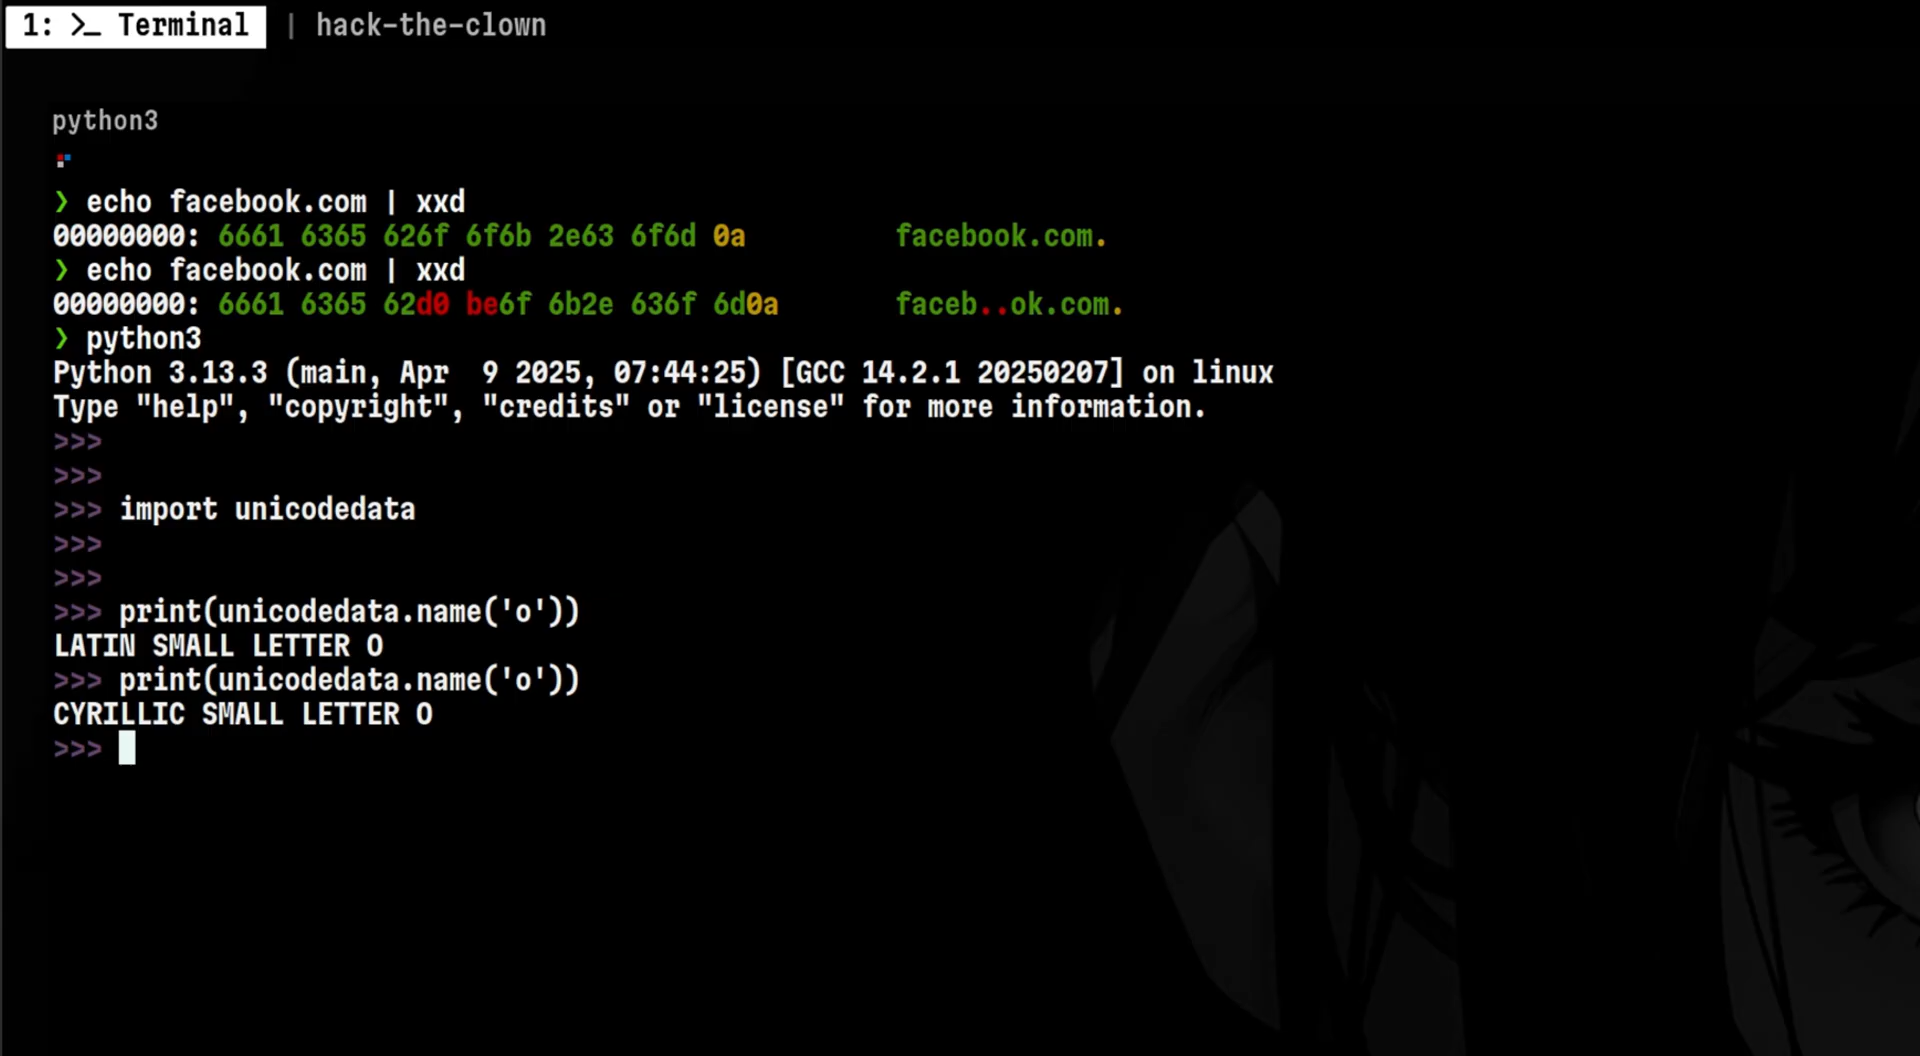 1: >_ Terminal | hack-the-clown
python3
❯ echo facebook.com | xxd
00000000: 6661 6365 626f 6f6b 2e63 6f6d 0a facebook.com.
❯ echo facebооk.com | xxd
00000000: 6661 6365 62d0 be6f 6b2e 636f 6d0a faceb..ok.com.
❯ python3
Python 3.13.3 (main, Apr  9 2025, 07:44:25) [GCC 14.2.1 20250207] on linux
Type "help", "copyright", "credits" or "license" for more information.
>>>
>>>
>>> import unicodedata
>>>
>>>
>>> print(unicodedata.name('o'))
LATIN SMALL LETTER O
>>> print(unicodedata.name('о'))
CYRILLIC SMALL LETTER O
>>>